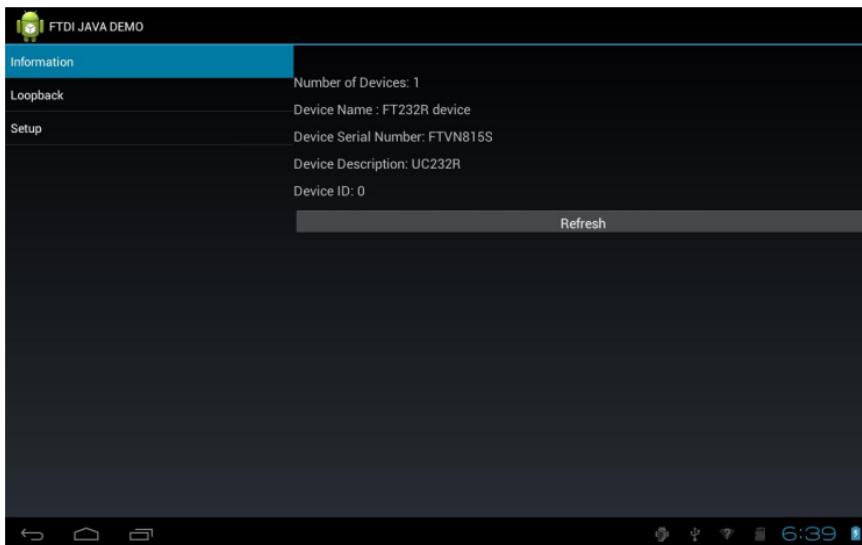 FTDI JAVA DEMO
Information
Loopback
Setup
Number of Devices: 1
Device Name : FT232R device
Device Serial Number: FTVN815S
Device Description: UC232R
Device ID: 0
Refresh
6:39